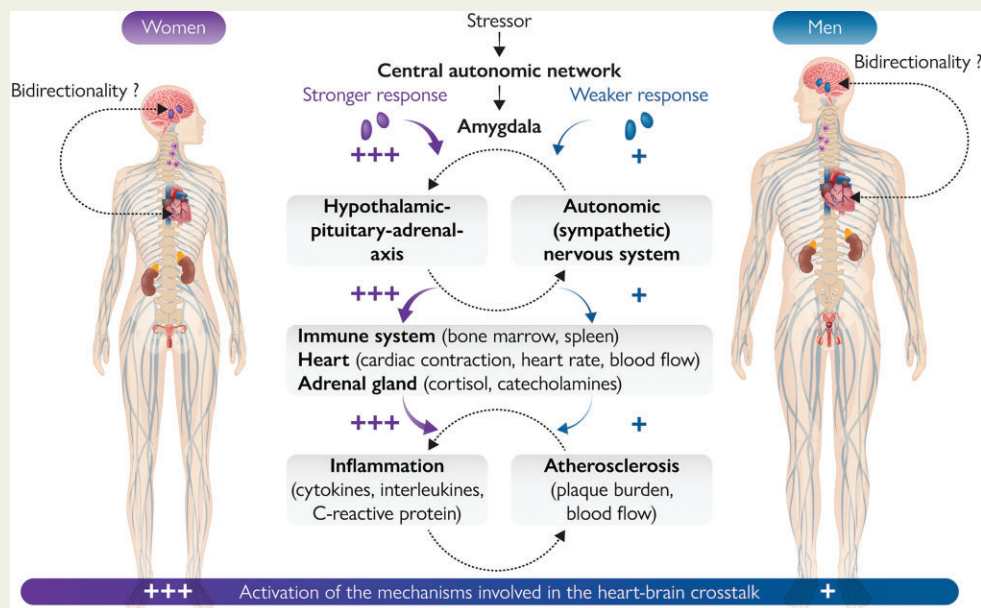 Women
Stressor
Men
Bidirectionality ?
Central autonomic network
Bidirectionality ?
Stronger response
Weaker response
Amygdala
+++
+
Hypothalamic-
pituitary-adrenal-
axis
Autonomic
(sympathetic)
nervous system
+++
+
Immune system (bone marrow, spleen)
Heart (cardiac contraction, heart rate, blood flow)
Adrenal gland (cortisol, catecholamines)
+++
+
Inflammation
(cytokines, interleukines,
C-reactive protein)
Atherosclerosis
(plaque burden,
blood flow)
+++ Activation of the mechanisms involved in the heart-brain crosstalk +